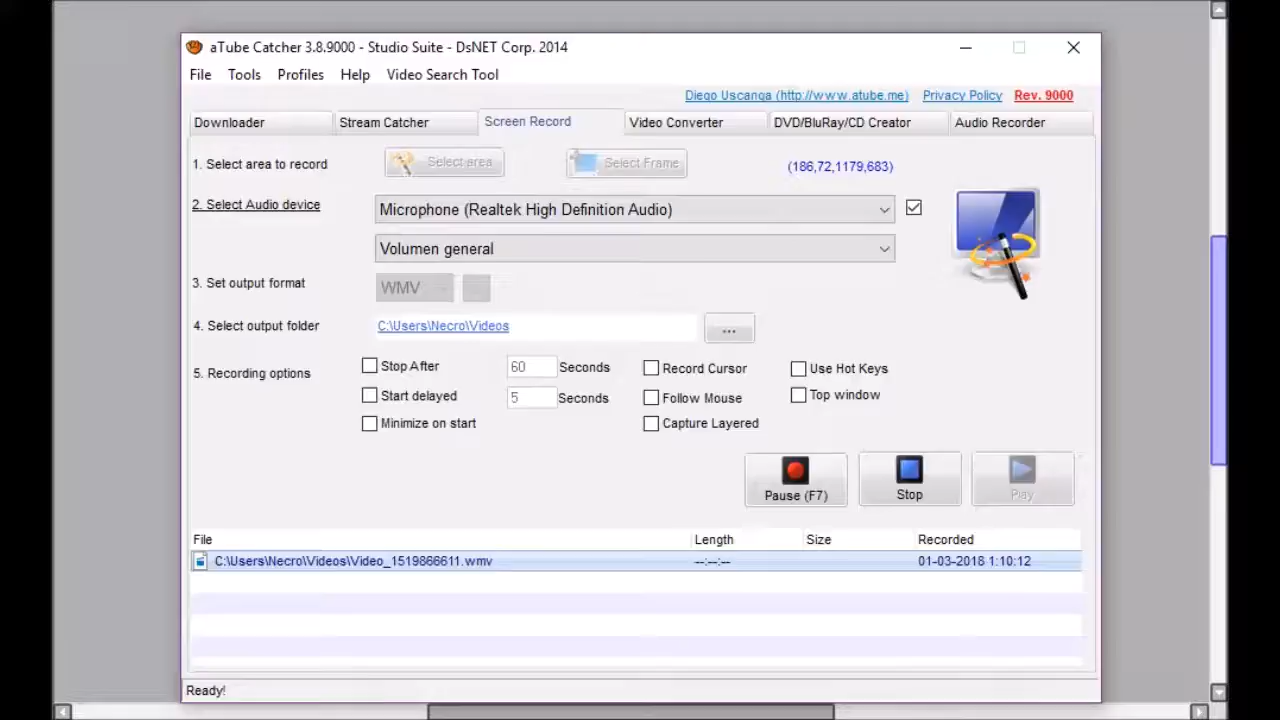 aTube Catcher 3.8.9000 - Studio Suite - DsNET Corp. 2014
File Tools Profiles Help Video Search Tool
Diego Uscanga (http://www.atube.me) Privacy Policy Rev. 9000
Downloader Stream Catcher Screen Record Video Converter DVD/BluRay/CD Creator Audio Recorder
1. Select area to record Select area Select Frame (186,72,1179,683)
2. Select Audio device Microphone (Realtek High Definition Audio)
Volumen general
3. Set output format WMV
4. Select output folder C:\Users\Necro\Videos ...
5. Recording options Stop After 60 Seconds Record Cursor Use Hot Keys
Start delayed 5 Seconds Follow Mouse Top window
Minimize on start Capture Layered
Pause (F7) Stop Play
File Length Size Recorded
C:\Users\Necro\Videos\Video_1519866611.wmv --:--:-- 01-03-2018 1:10:12
Ready!